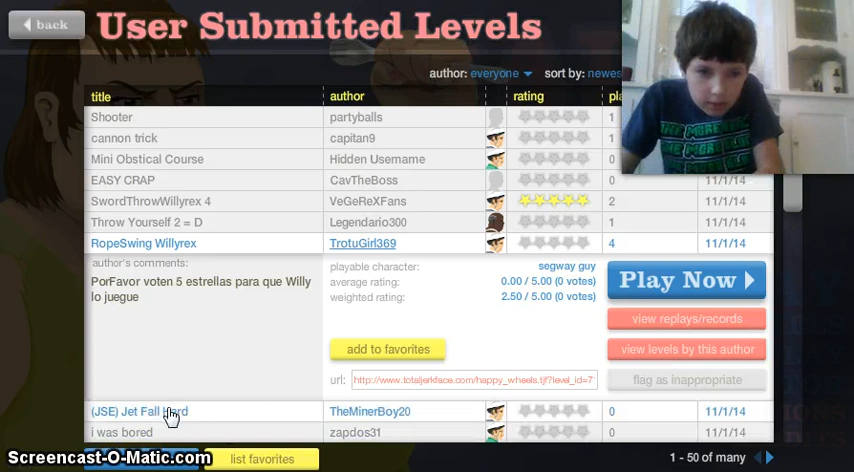 back
User Submitted Levels
author: everyone sort by: newes
title author rating pla
Shooter partyballs 1
cannon trick capitan9 1
Mini Obstical Course Hidden Username 0
EASY CRAP CavTheBoss 0 11/1/14
SwordThrowWillyrex 4 VeGeReXFans 2 11/1/14
Throw Yourself 2 = D Legendario300 1 11/1/14
RopeSwing Willyrex TrotuGirl369 4 11/1/14
author's comments:
PorFavor voten 5 estrellas para que Willy
lo juegue
playable character: segway guy
average rating: 0.00 / 5.00 (0 votes)
weighted rating: 2.50 / 5.00 (0 votes)
Play Now
view replays/records
add to favorites
view levels by this author
url: http://www.totaljerkface.com/happy_wheels.tjf?level_id=7
flag as inappropriate
(JSE) Jet Fall Hard TheMinerBoy20 0 11/1/14
i was bored zapdos31 0 11/1/14
Screencast-O-Matic.com
list favorites
1 - 50 of many